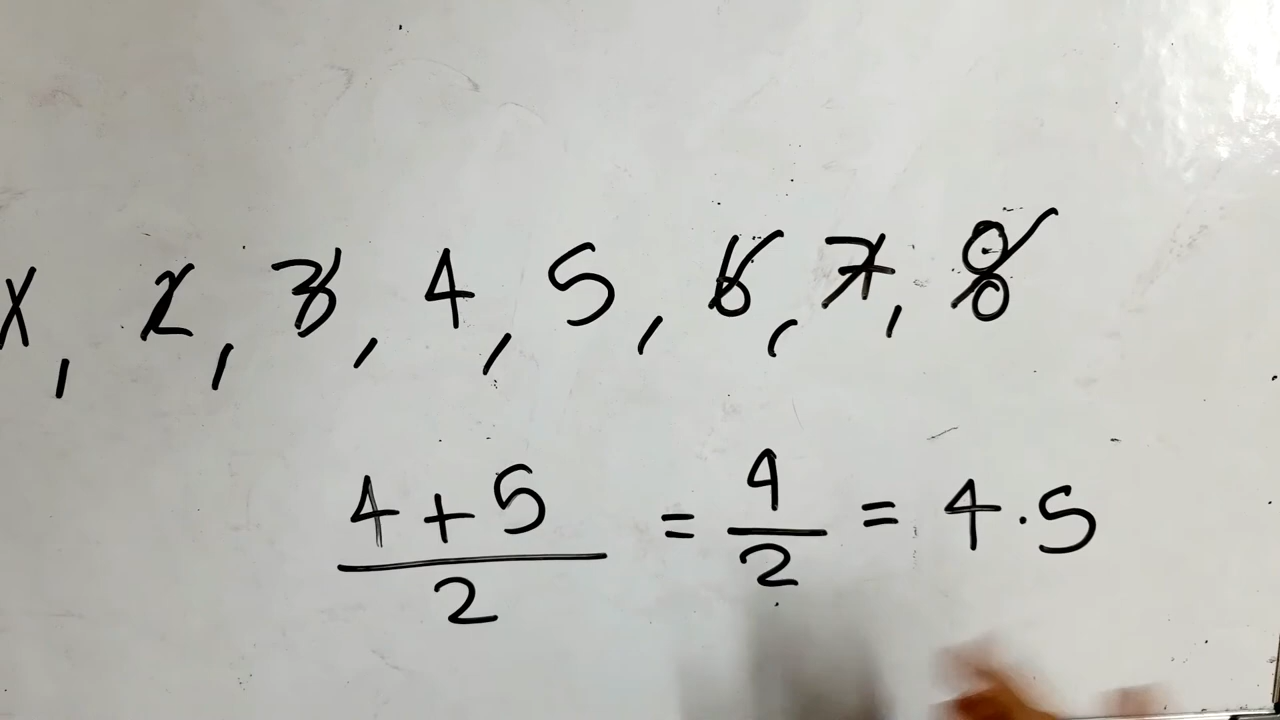 1, 2, 3, 4, 5, 6, 7, 8
4+5/2 = 9/2 = 4.5